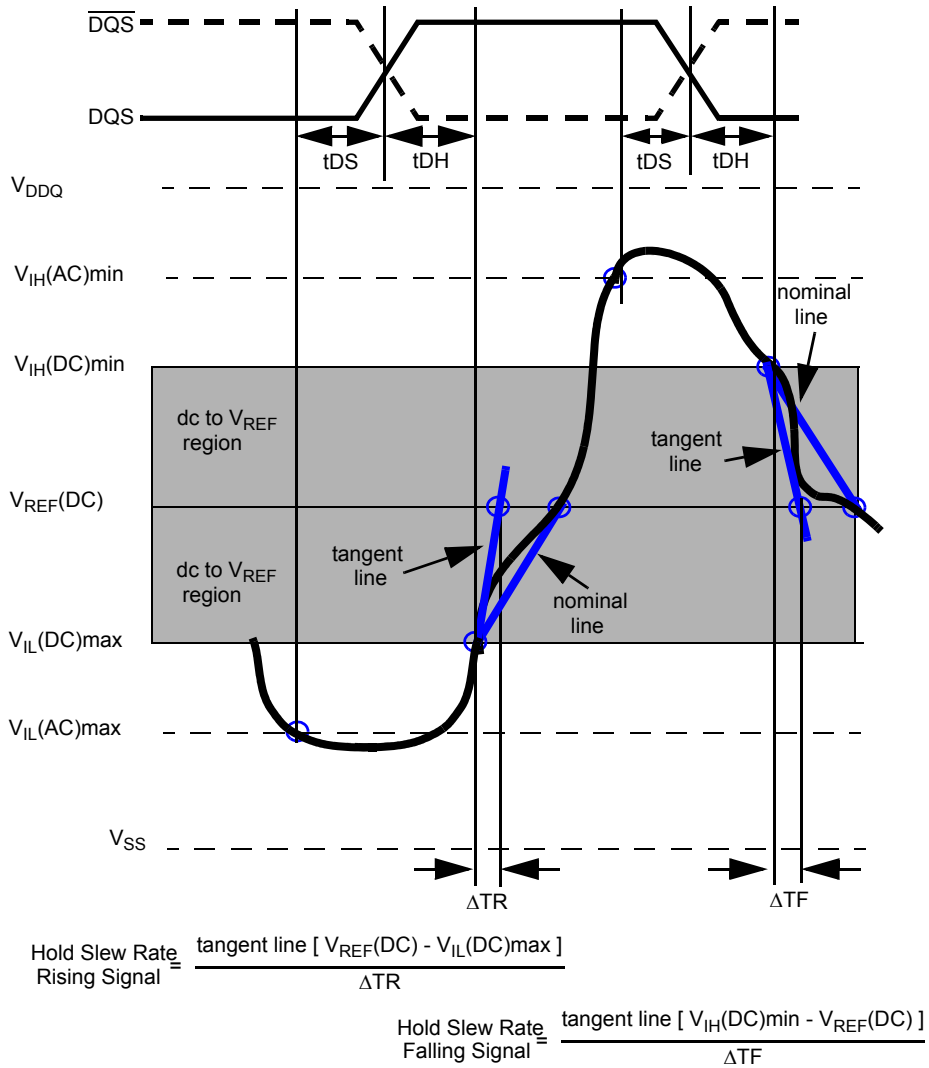 DQS
DQS
tDS
tDH
tDS
tDH
VDDQ
VIH(AC)min
nominal
line
VIH(DC)min
dc to VREF
region
tangent
line
VREF(DC)
tangent
line
dc to VREF
region
nominal
line
VIL(DC)max
VIL(AC)max
VSS
ΔTR
ΔTF
Hold Slew Rate
Rising Signal
=
tangent line [ VREF(DC) - VIL(DC)max ]
ΔTR
Hold Slew Rate
Falling Signal
=
tangent line [ VIH(DC)min - VREF(DC) ]
ΔTF